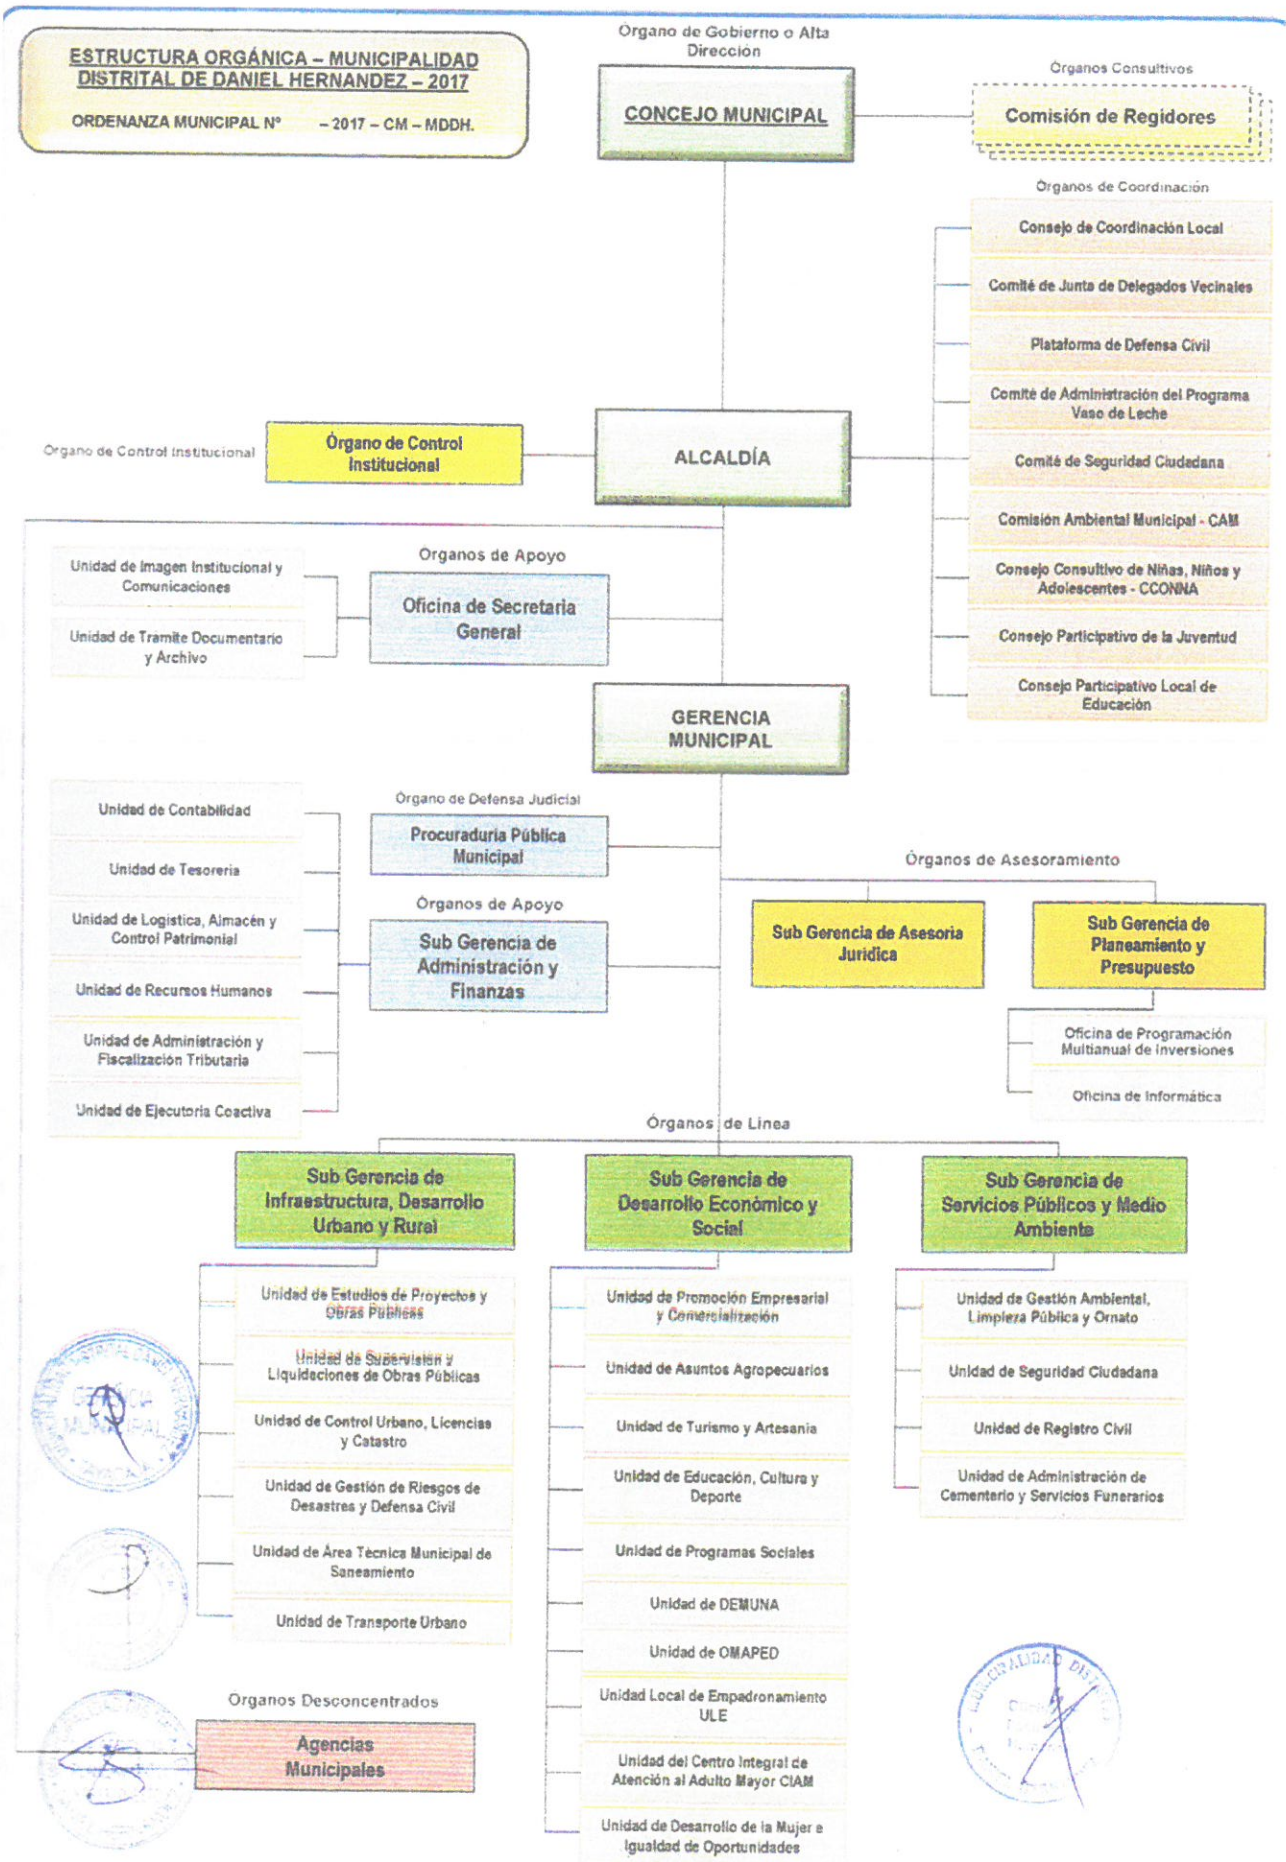 ESTRUCTURA ORGÁNICA – MUNICIPALIDAD
DISTRITAL DE DANIEL HERNANDEZ – 2017
ORDENANZA MUNICIPAL Nº – 2017 – CM – MDDH.
Órgano de Gobierno o Alta
Dirección
CONCEJO MUNICIPAL
Órganos Consultivos
Comisión de Regidores
Órganos de Coordinación
Consejo de Coordinación Local
Comité de Junta de Delegados Vecinales
Plataforma de Defensa Civil
Comité de Administración del Programa
Vaso de Leche
Comité de Seguridad Ciudadana
Comisión Ambiental Municipal - CAM
Consejo Consultivo de Niñas, Niños y
Adolescentes - CCONNA
Consejo Participativo de la Juventud
Consejo Participativo Local de
Educación
Órgano de Control Institucional
Órgano de Control
Institucional
ALCALDÍA
Órganos de Apoyo
Unidad de Imagen Institucional y
Comunicaciones
Unidad de Tramite Documentario
y Archivo
Oficina de Secretaria
General
GERENCIA
MUNICIPAL
Órgano de Defensa Judicial
Procuraduría Pública
Municipal
Órganos de Apoyo
Sub Gerencia de
Administración y
Finanzas
Unidad de Contabilidad
Unidad de Tesoreria
Unidad de Logística, Almacén y
Control Patrimonial
Unidad de Recursos Humanos
Unidad de Administración y
Fiscalización Tributaria
Unidad de Ejecutoria Coactiva
Órganos de Asesoramiento
Sub Gerencia de Asesoria
Jurídica
Sub Gerencia de
Planeamiento y
Presupuesto
Oficina de Programación
Multianual de Inversiones
Oficina de Informática
Órganos de Linea
Sub Gerencia de
Infraestructura, Desarrollo
Urbano y Rural
Unidad de Estudios de Proyectos y
Obras Públicas
Unidad de Supervisión y
Liquidaciones de Obras Públicas
Unidad de Control Urbano, Licencias
y Catastro
Unidad de Gestión de Riesgos de
Desastres y Defensa Civil
Unidad de Área Técnica Municipal de
Saneamiento
Unidad de Transporte Urbano
Sub Gerencia de
Desarrollo Económico y
Social
Unidad de Promoción Empresarial
y Comercialización
Unidad de Asuntos Agropecuarios
Unidad de Turismo y Artesania
Unidad de Educación, Cultura y
Deporte
Unidad de Programas Sociales
Unidad de DEMUNA
Unidad de OMAPED
Unidad Local de Empadronamiento
ULE
Unidad del Centro Integral de
Atención al Adulto Mayor CIAM
Unidad de Desarrollo de la Mujer e
Igualdad de Oportunidades
Sub Gerencia de
Servicios Públicos y Medio
Ambiente
Unidad de Gestión Ambiental,
Limpieza Pública y Ornato
Unidad de Seguridad Ciudadana
Unidad de Registro Civil
Unidad de Administración de
Cementerio y Servicios Funerarios
Órganos Desconcentrados
Agencias
Municipales
GERENCIA
MUNICIPAL
MUNICIPALIDAD